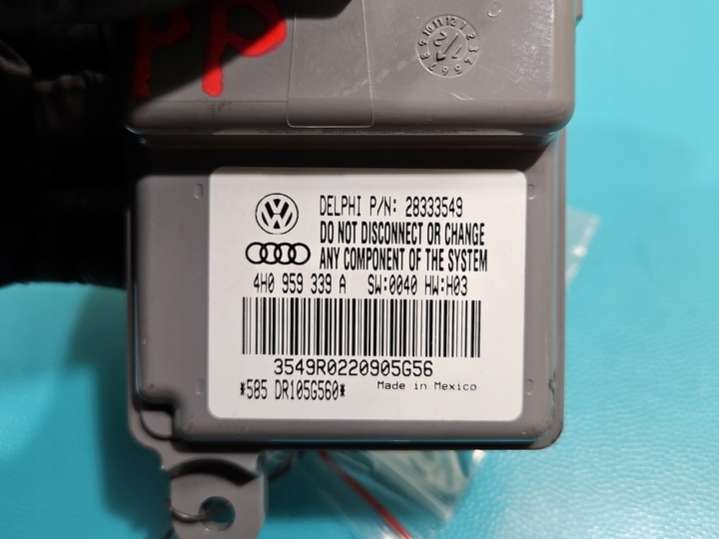 PP
DELPHI P/N: 28333549
DO NOT DISCONNECT OR CHANGE
ANY COMPONENT OF THE SYSTEM
4H0 959 339 A SW:0040 HW:H03
3549R0220905G56
*585 DR105G560*
Made in Mexico